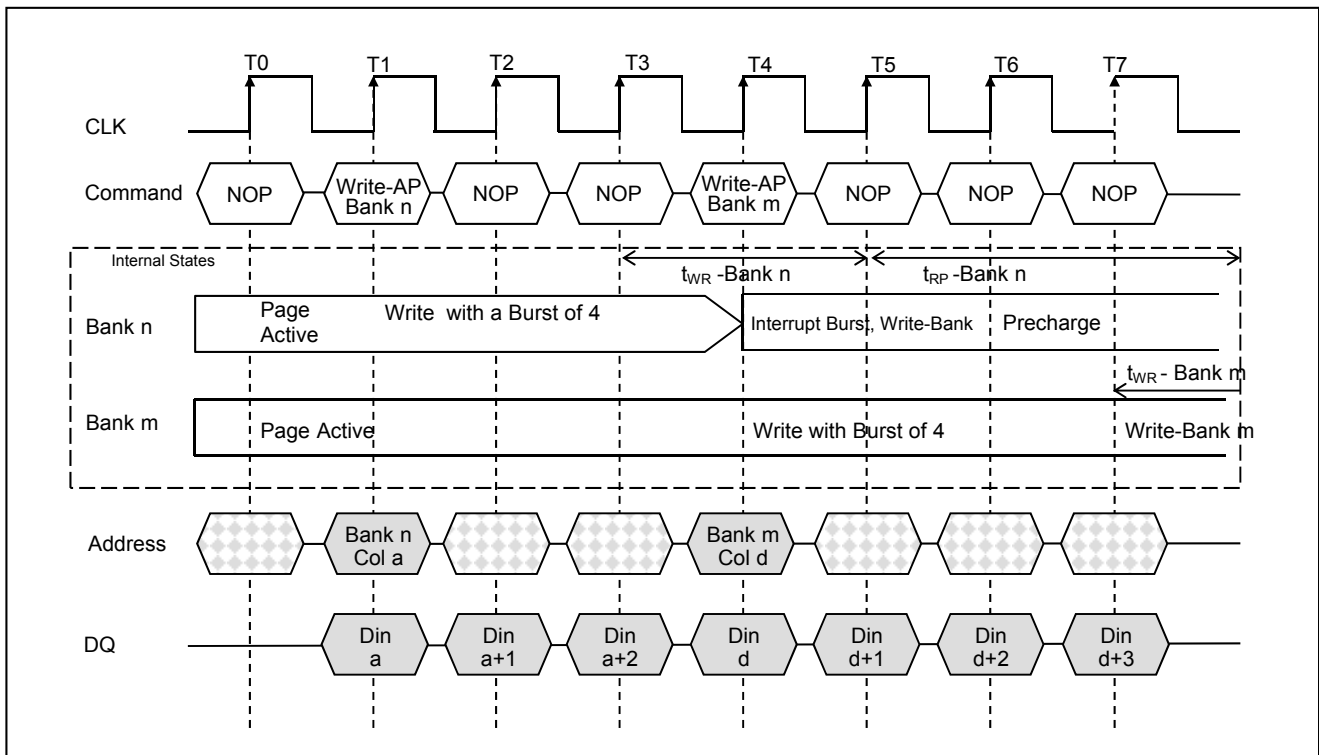 T0 T1 T2 T3 T4 T5 T6 T7
CLK
Command
NOP
Write-AP
Bank n
NOP
NOP
Write-AP
Bank m
NOP
NOP
NOP
Internal States
tWR -Bank n
tRP -Bank n
Bank n
Page
Active
Write with a Burst of 4
Interrupt Burst, Write-Bank
Precharge
tWR - Bank m
Bank m
Page Active
Write with Burst of 4
Write-Bank m
Address
Bank n
Col a
Bank m
Col d
DQ
Din
a
Din
a+1
Din
a+2
Din
d
Din
d+1
Din
d+2
Din
d+3